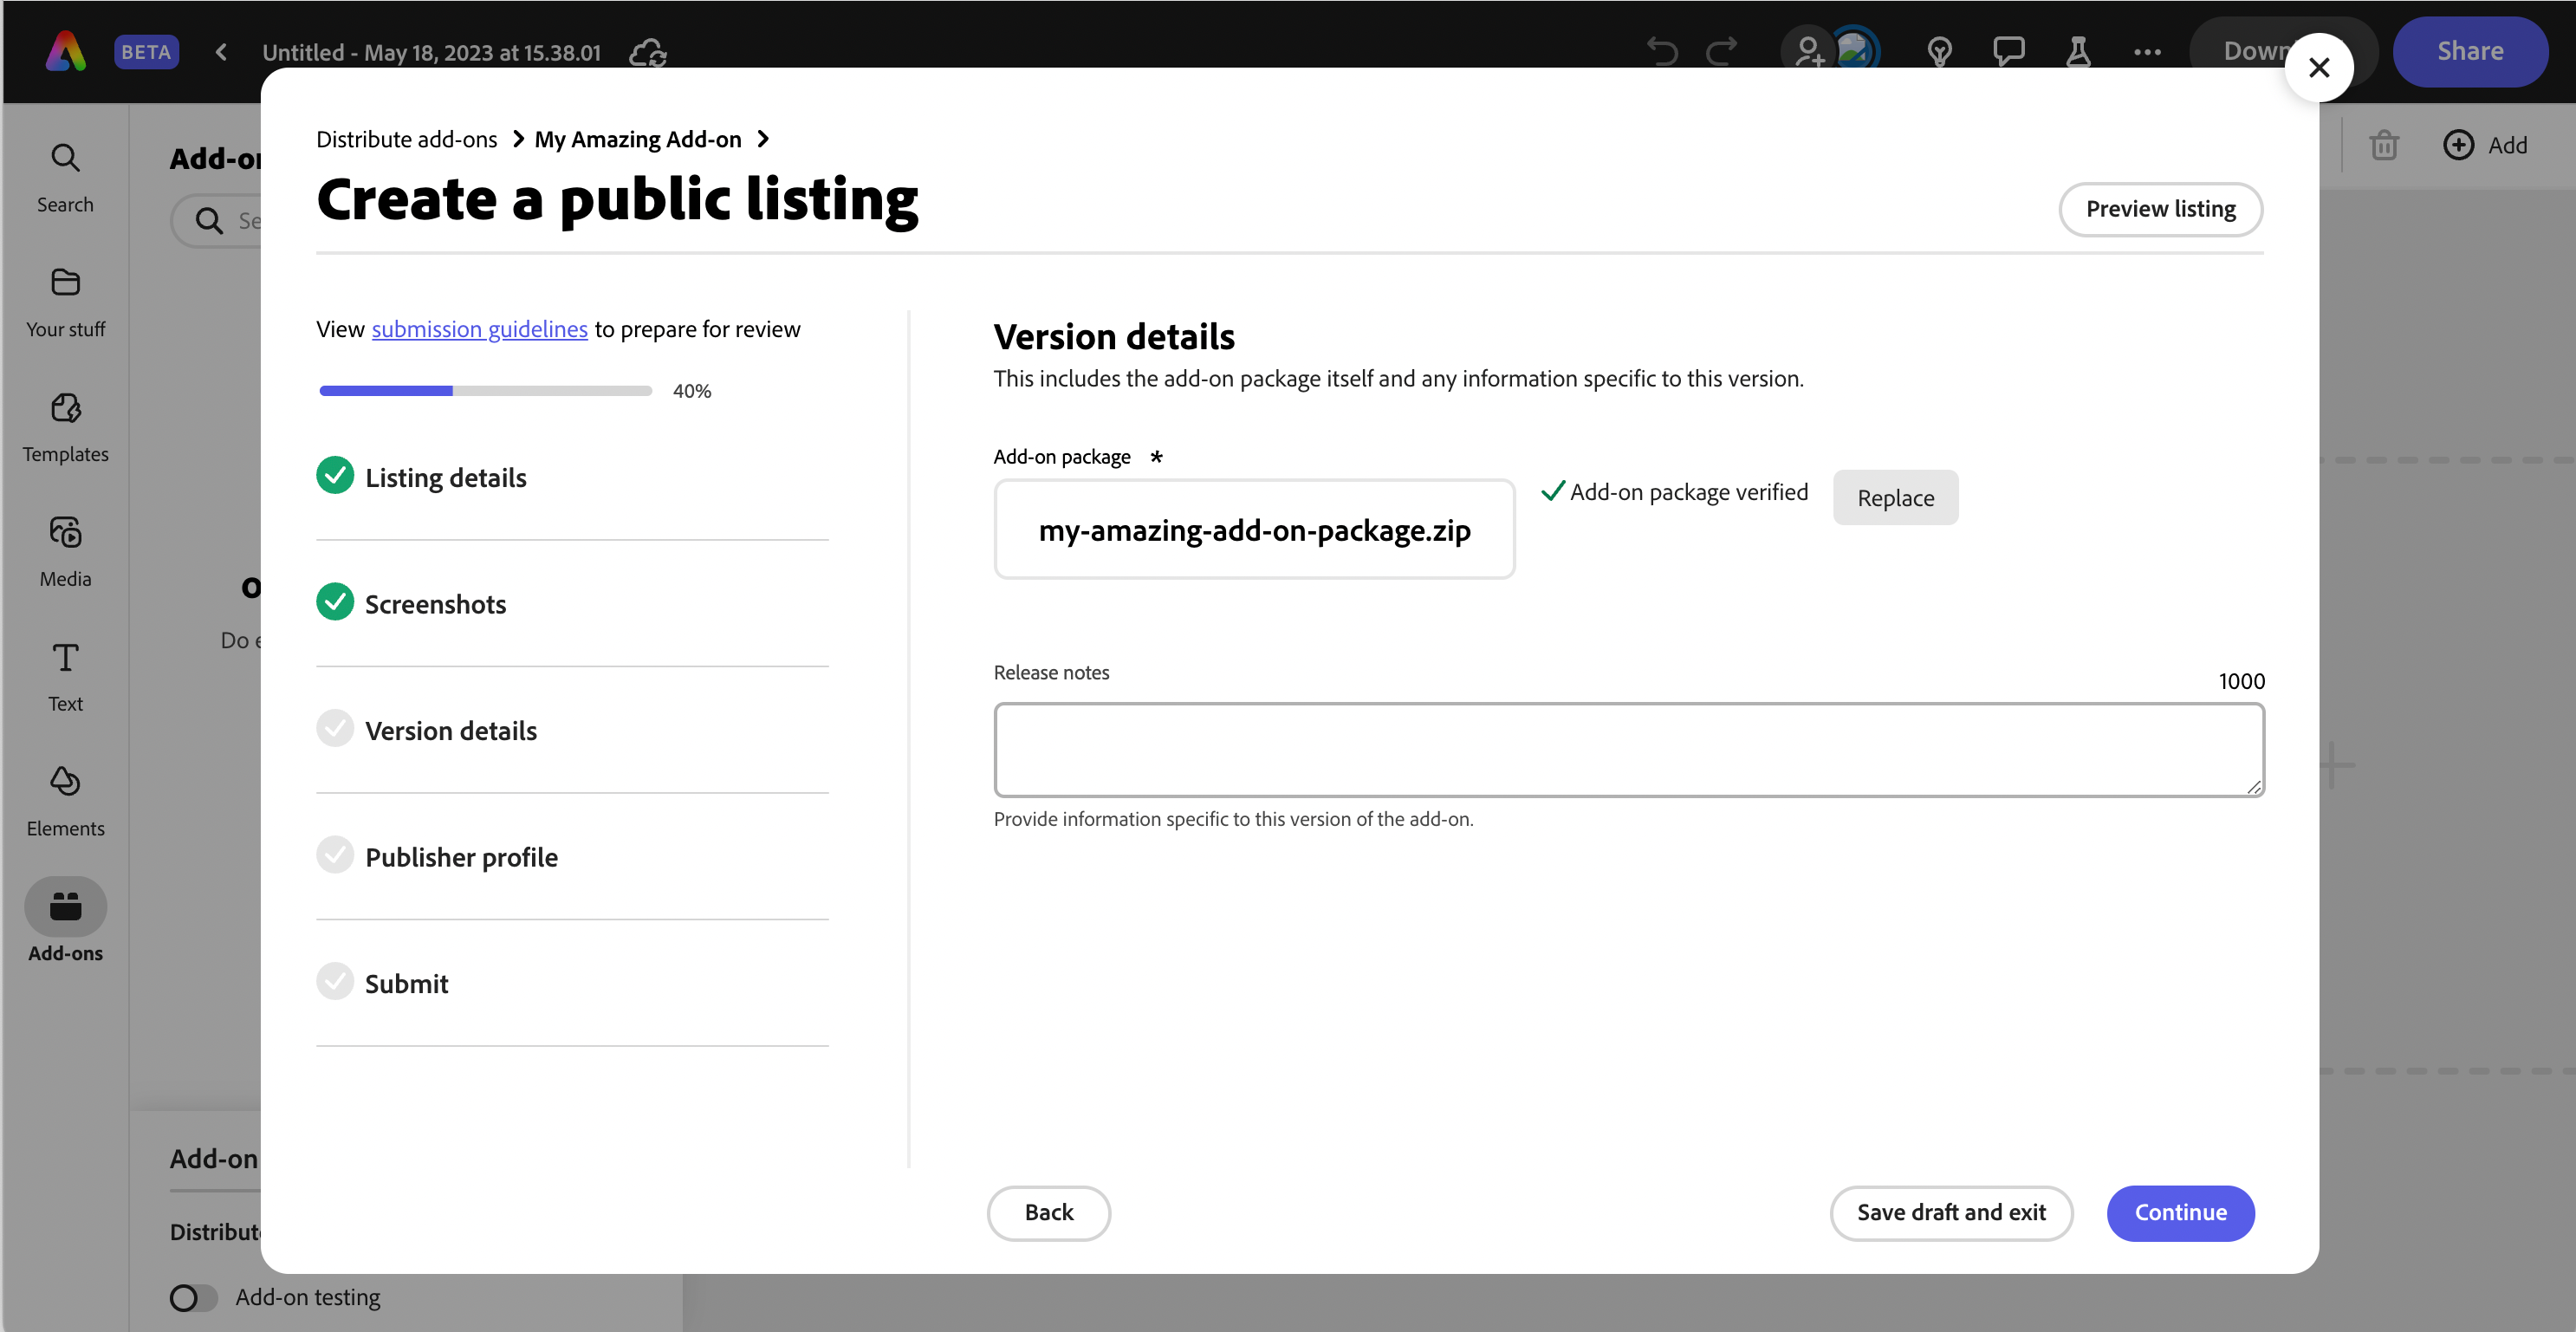 BETA
Untitled - May 18, 2023 at 15.38.01
Share
Search
Your stuff
Templates
Media
Text
Elements
Add-ons
Add
Distribute add-ons
My Amazing Add-on
Create a public listing
Preview listing
View submission guidelines to prepare for review
40%
Listing details
Screenshots
Version details
Publisher profile
Submit
Version details
This includes the add-on package itself and any information specific to this version.
Add-on package *
my-amazing-add-on-package.zip
Add-on package verified
Replace
Release notes
1000
Provide information specific to this version of the add-on.
Back
Save draft and exit
Continue
Add-on
Add-on testing